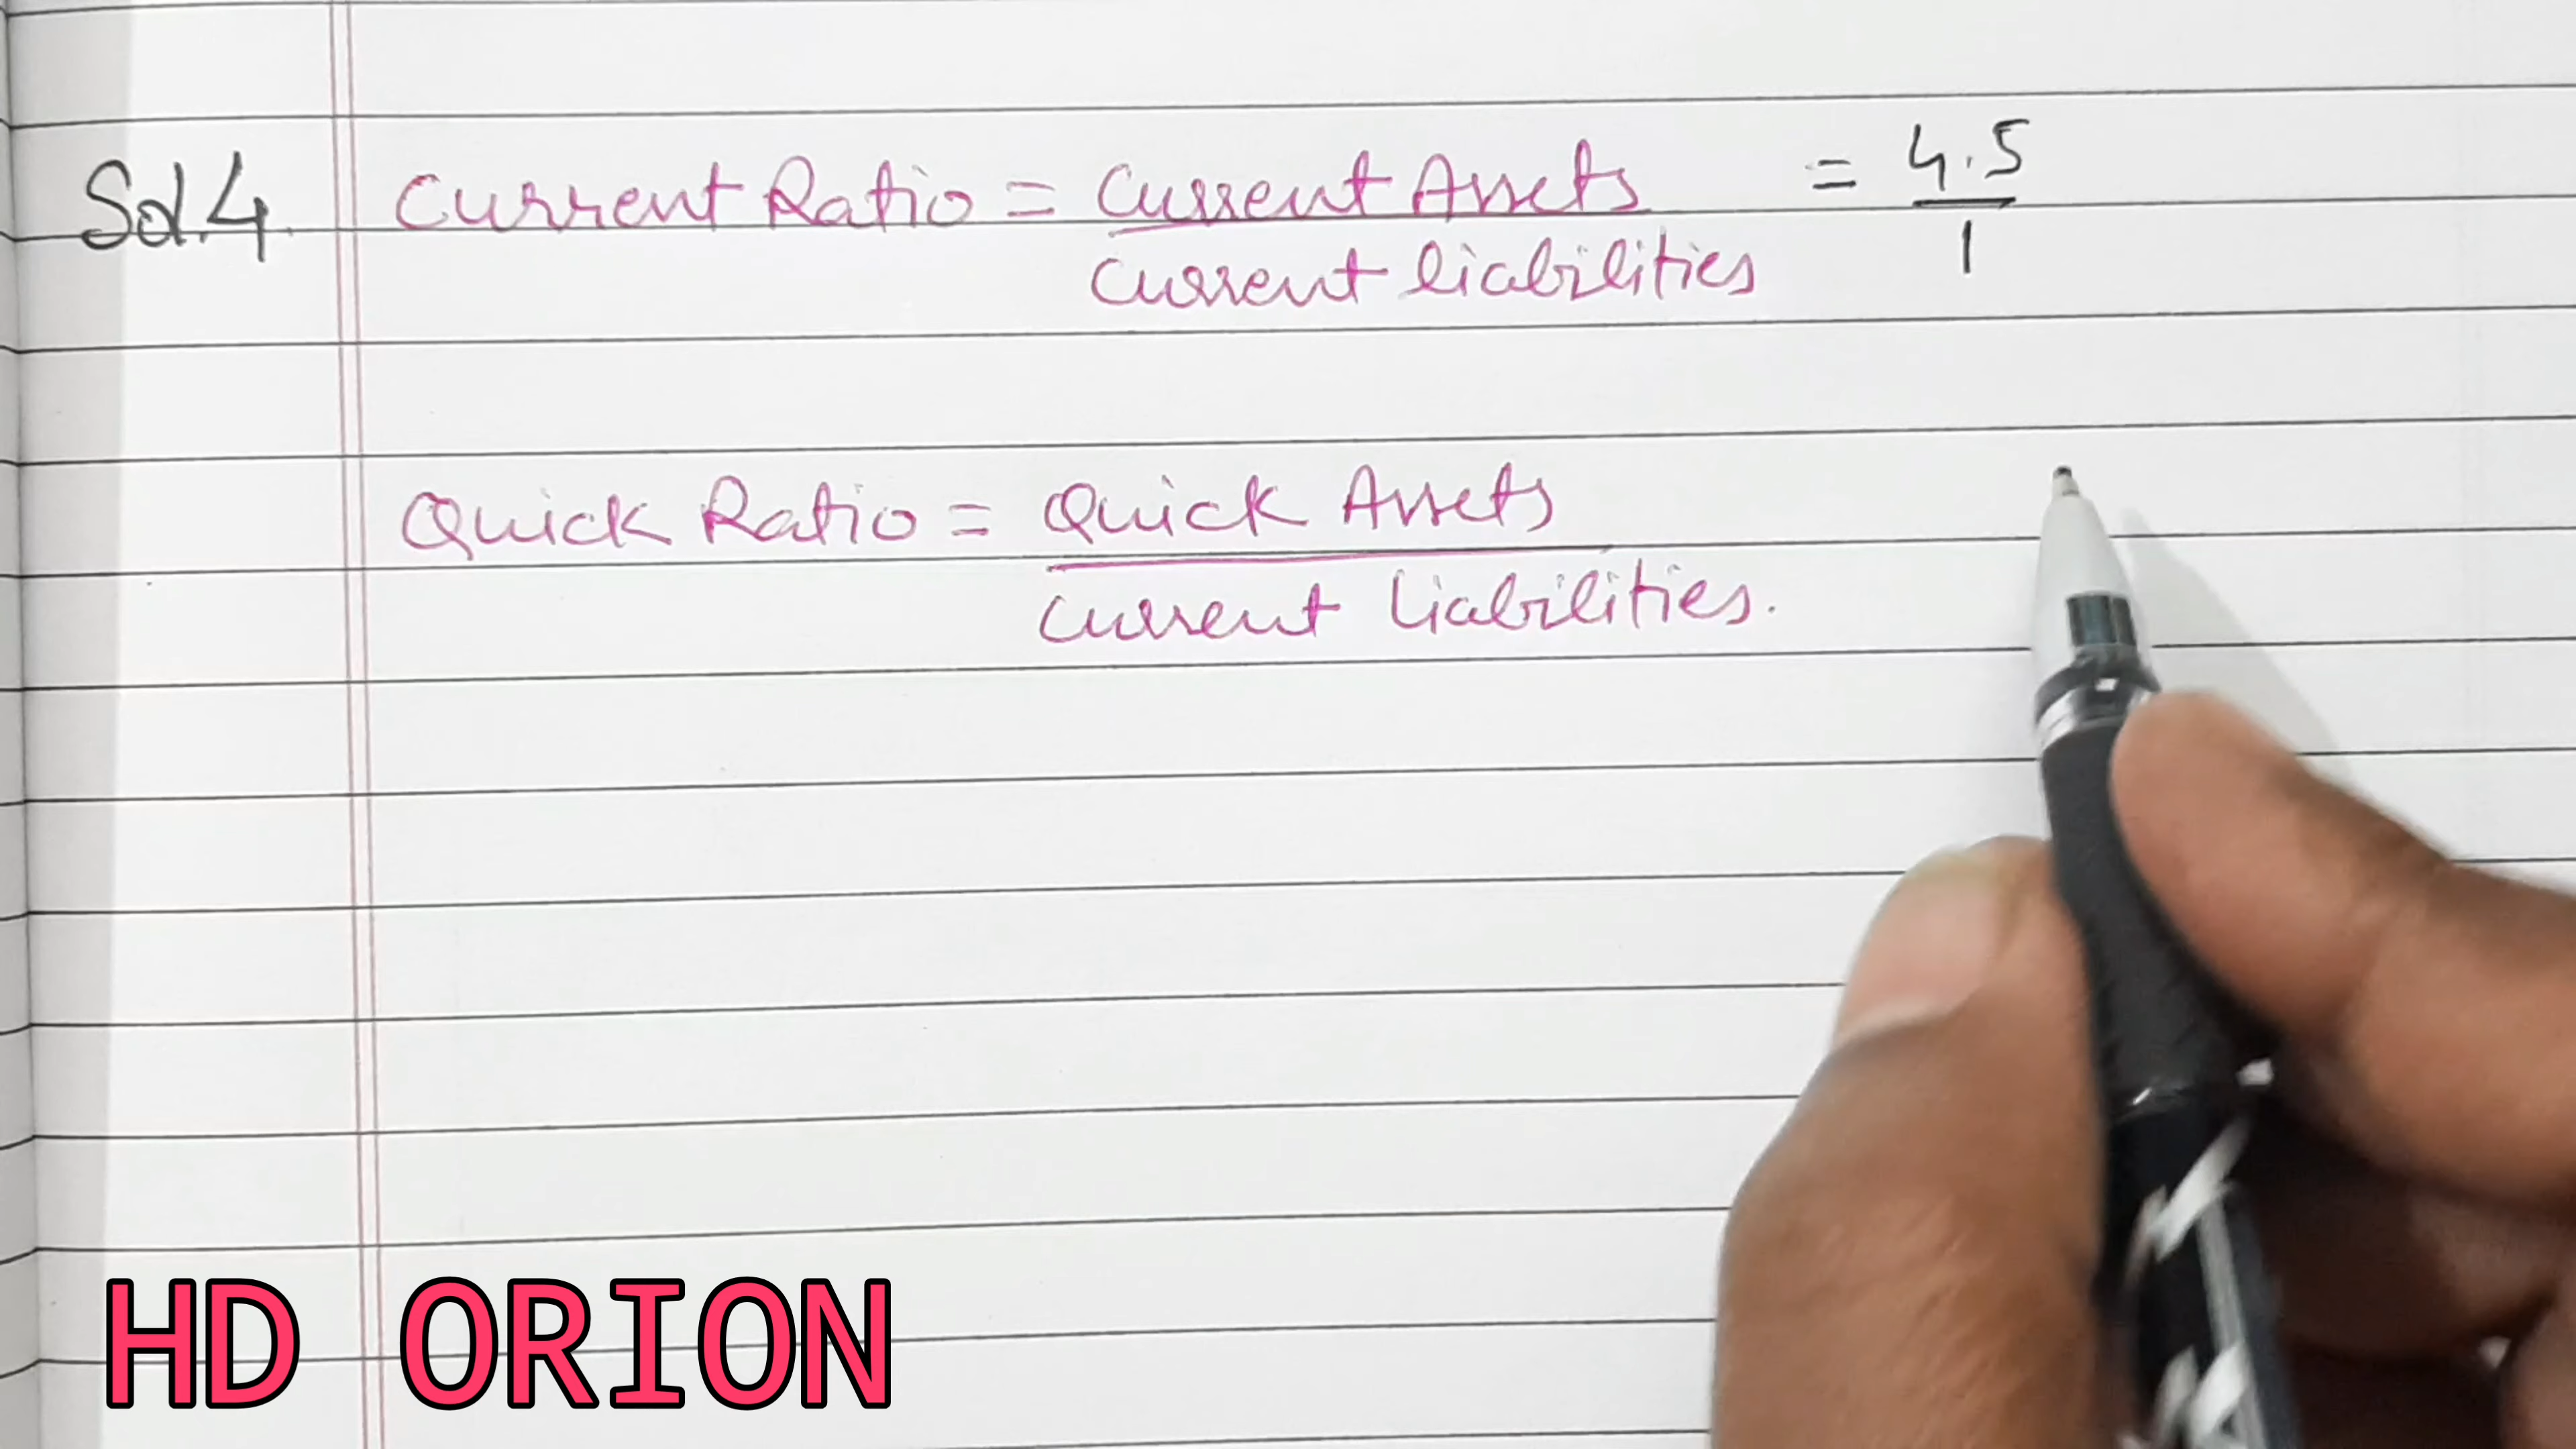 Sol.4. Current Ratio = Current Assets = 4.5
Current liabilities 1
Quick Ratio = Quick Assets
Current Liabilities.
HD ORION